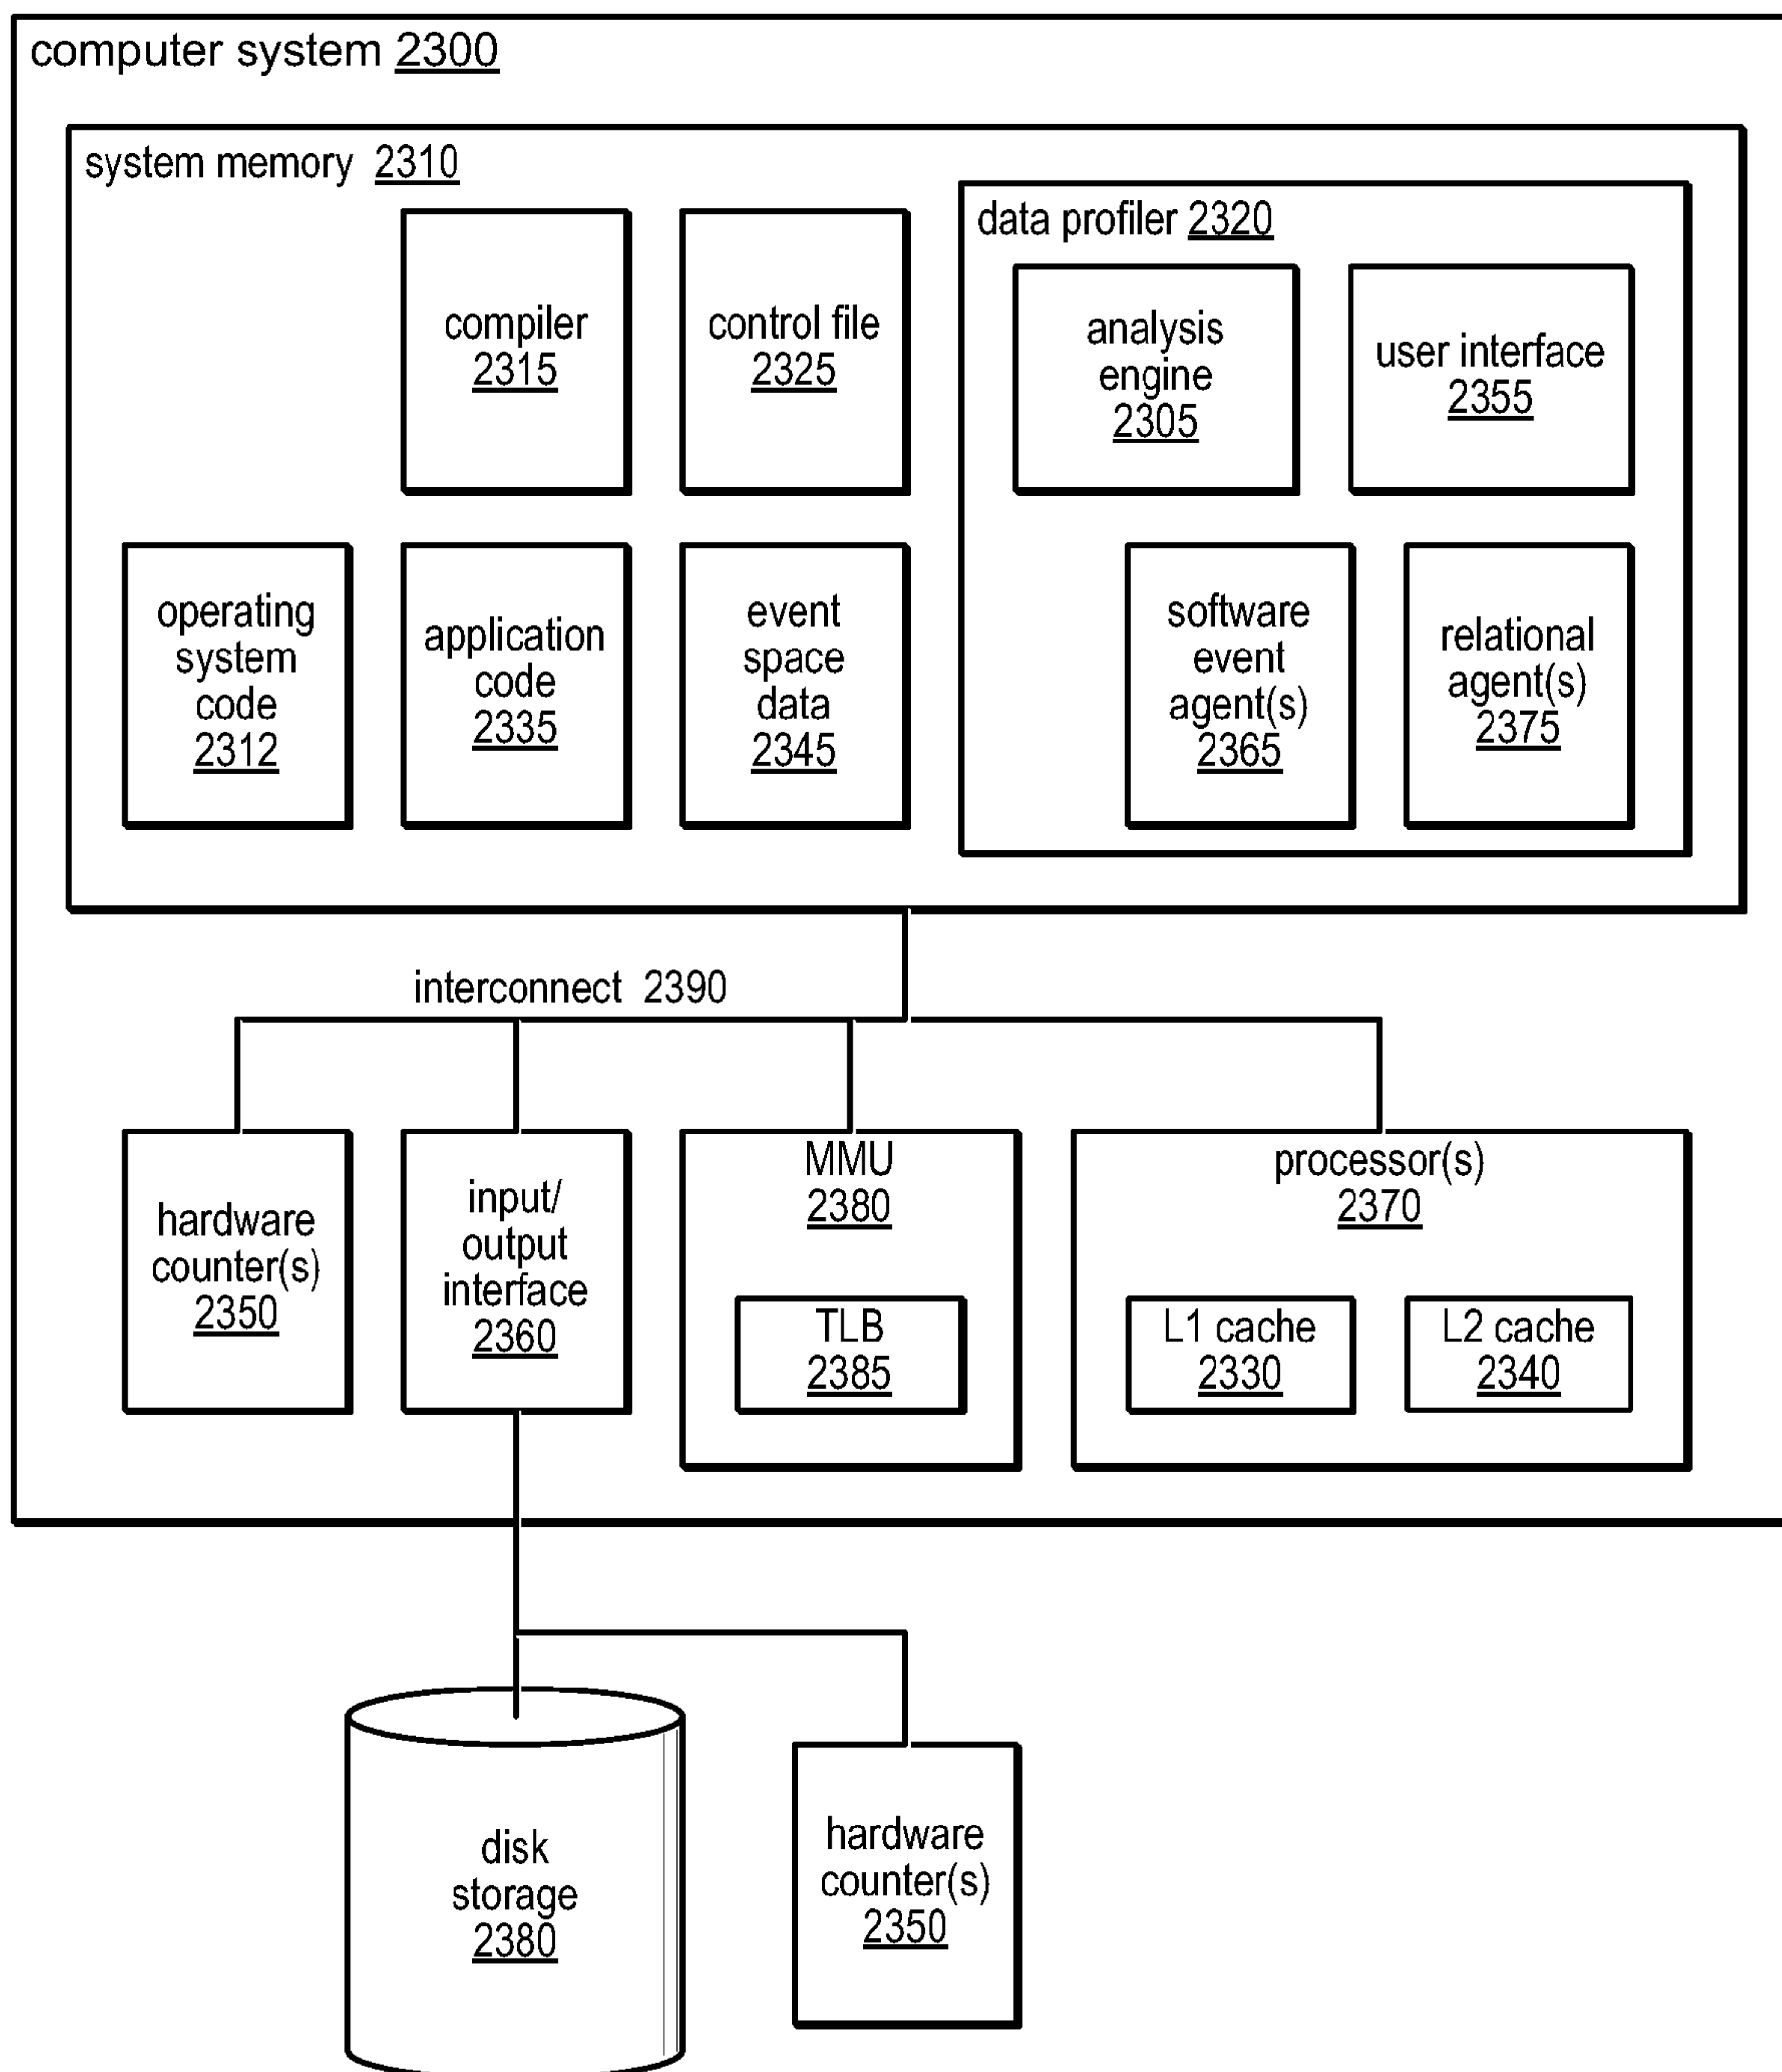 computer system 2300
system memory 2310
compiler
2315
control file
2325
data profiler 2320
analysis
engine
2305
user interface
2355
operating
system
code
2312
application
code
2335
event
space
data
2345
software
event
agent(s)
2365
relational
agent(s)
2375
interconnect 2390
hardware
counter(s)
2350
input/
output
interface
2360
MMU
2380
TLB
2385
processor(s)
2370
L1 cache
2330
L2 cache
2340
disk
storage
2380
hardware
counter(s)
2350